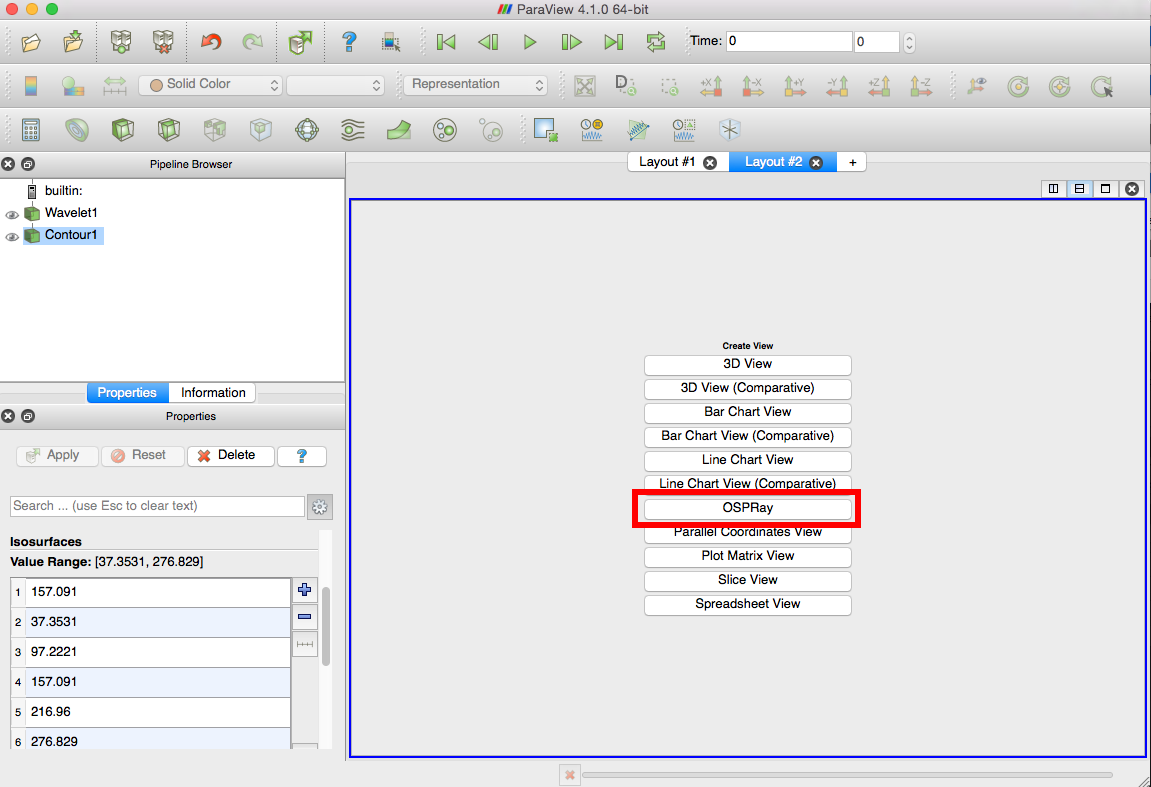 ParaView 4.1.0 64-bit
? Time: 0 0
Solid Color Representation D +X -X +Y -Y +Z -Z
Pipeline Browser
builtin:
Wavelet1
Contour1
Properties Information
Properties
Apply Reset Delete ?
Search ... (use Esc to clear text)
Isosurfaces
Value Range: [37.3531, 276.829]
1 157.091
2 37.3531
3 97.2221
4 157.091
5 216.96
6 276.829
Layout #1 Layout #2 +
Create View
3D View
3D View (Comparative)
Bar Chart View
Bar Chart View (Comparative)
Line Chart View
Line Chart View (Comparative)
OSPRay
Parallel Coordinates View
Plot Matrix View
Slice View
Spreadsheet View